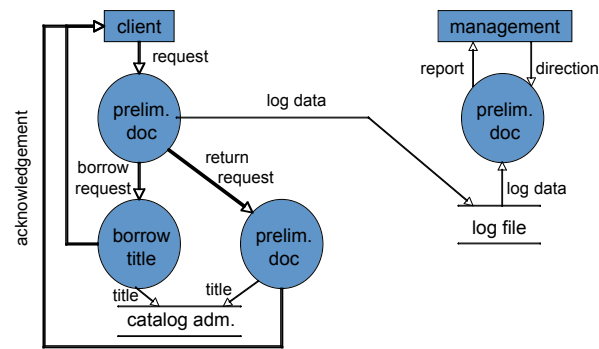 client
management
request
report
direction
prelim.
doc
log data
prelim.
doc
acknowledgement
borrow
request
return
request
log data
borrow
title
prelim.
doc
log file
title
title
catalog adm.